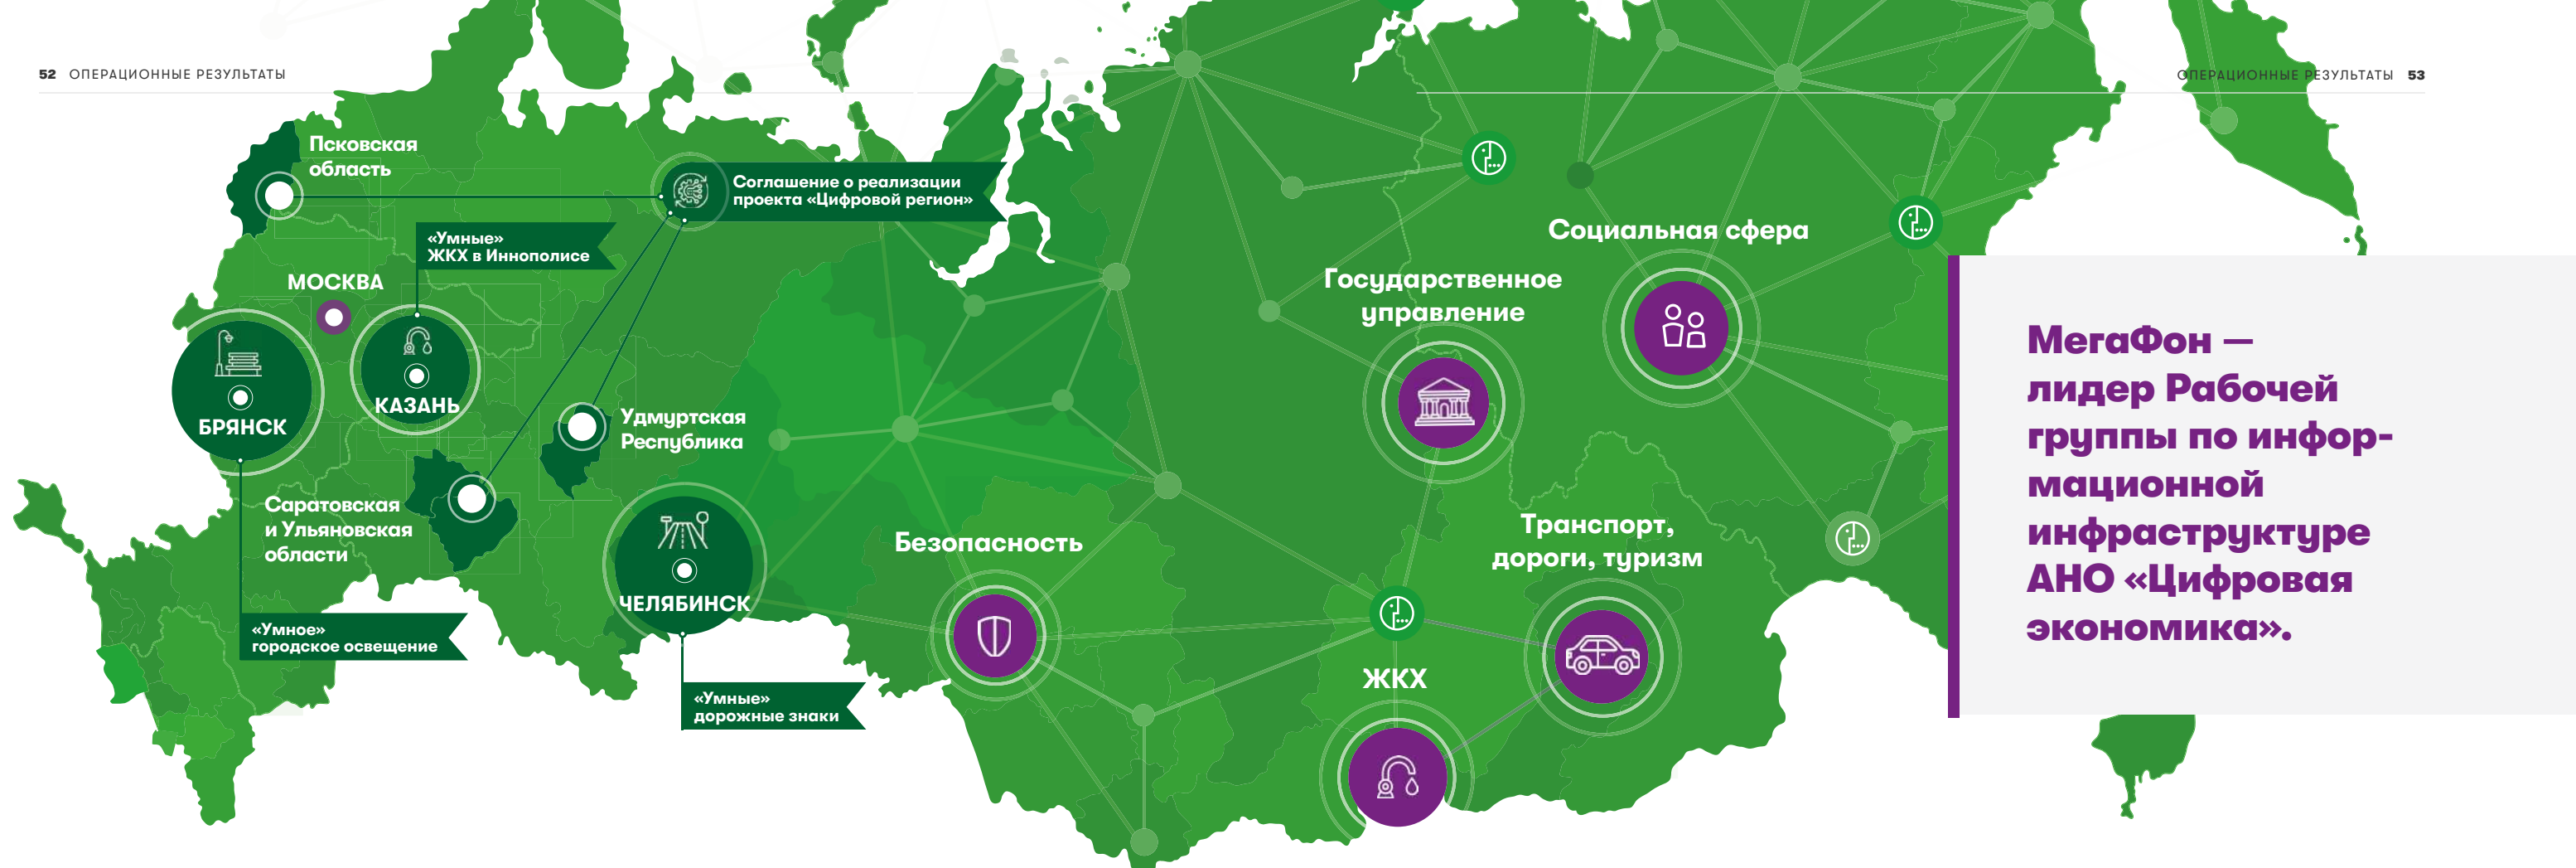 52 ОПЕРАЦИОННЫЕ РЕЗУЛЬТАТЫ
ОПЕРАЦИОННЫЕ РЕЗУЛЬТАТЫ 53
Псковская
область
Соглашение о реализации
проекта «Цифровой регион»
«Умные»
ЖКХ в Иннополисе
МОСКВА
БРЯНСК
КАЗАНЬ
Удмуртская
Республика
Саратовская
и Ульяновская
области
ЧЕЛЯБИНСК
«Умное»
городское освещение
«Умные»
дорожные знаки
Безопасность
Государственное
управление
Социальная сфера
Транспорт,
дороги, туризм
ЖКХ
МегаФон —
лидер Рабочей
группы по инфор-
мационной
инфраструктуре
АНО «Цифровая
экономика».